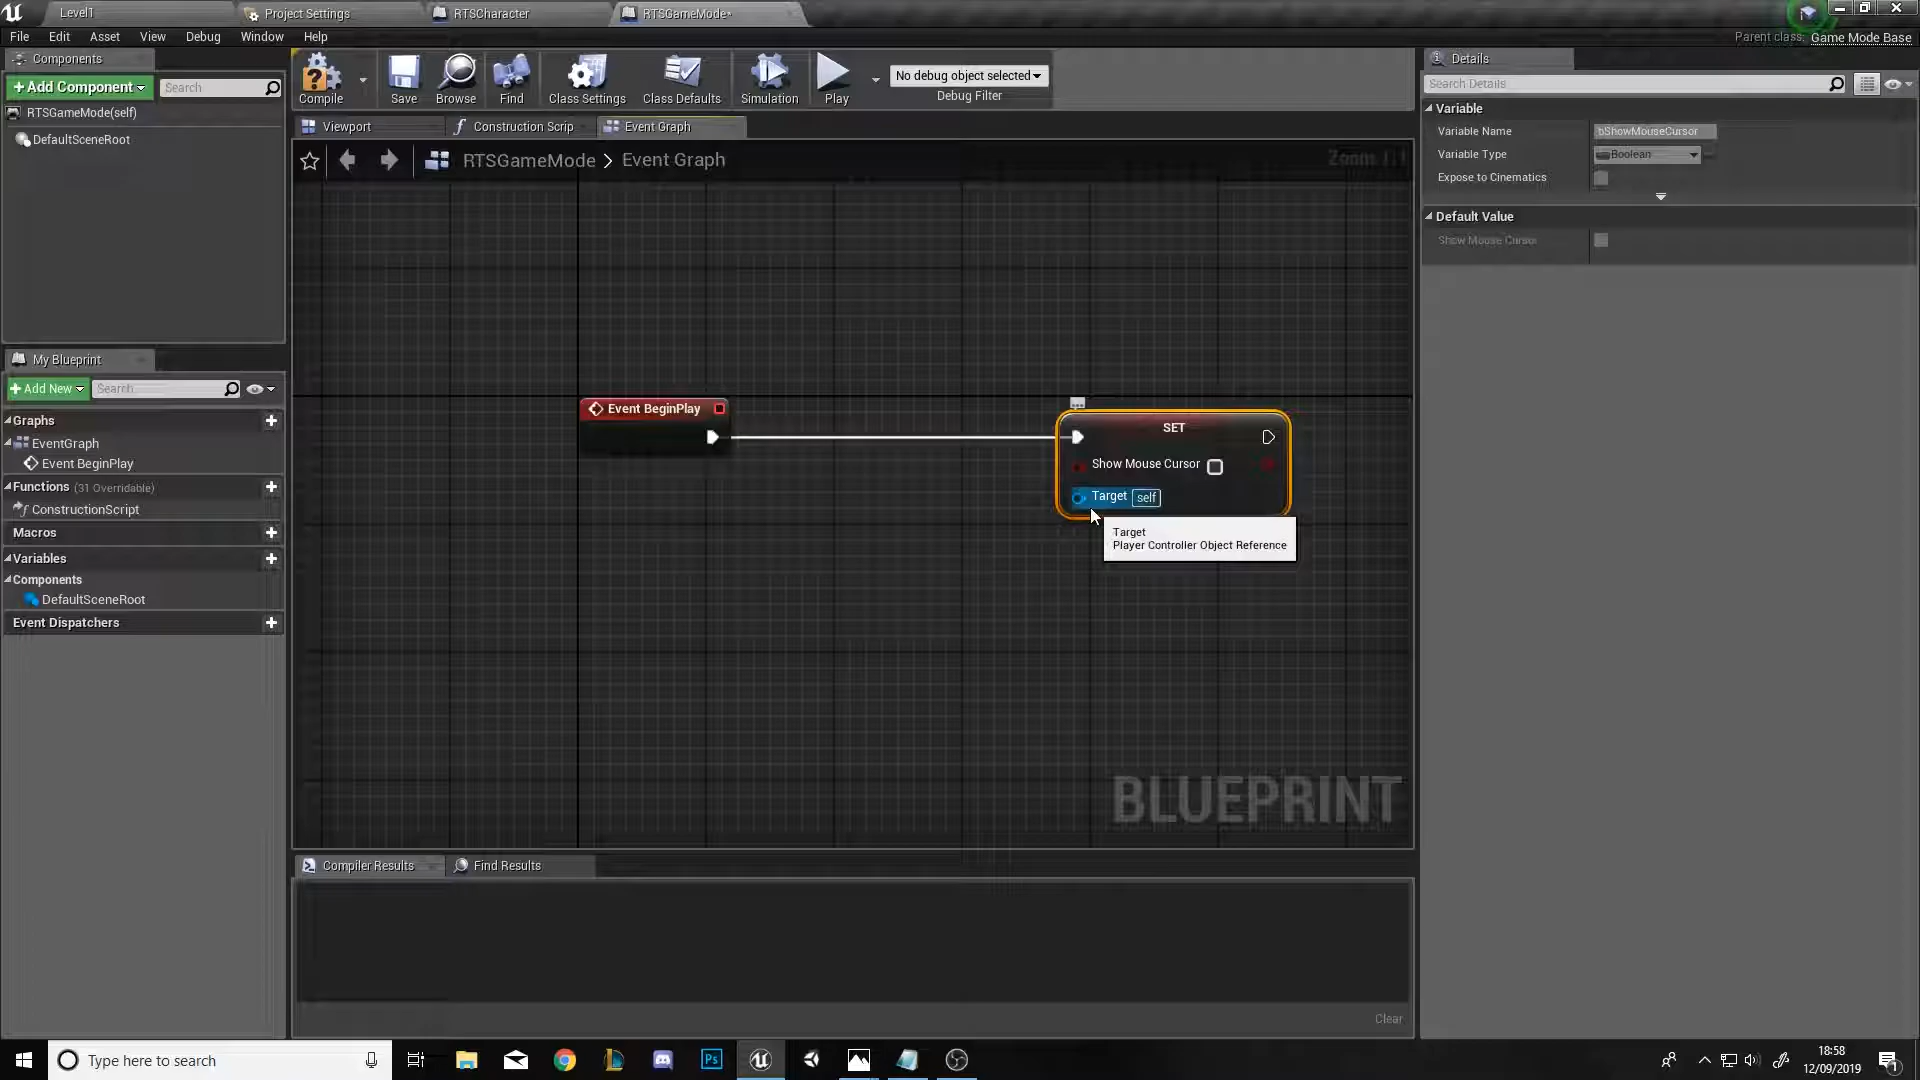 Level1
Project Settings
RTSCharacter
RTSGameMode*
File
Edit
Asset
View
Debug
Window
Help
Parent class:
Game Mode Base
Components
+Add Component
Search
RTSGameMode(self)
DefaultSceneRoot
Compile
Save
Browse
Find
Class Settings
Class Defaults
Simulation
Play
No debug object selected
Debug Filter
Viewport
Construction Scrip
Event Graph
RTSGameMode > Event Graph
Zoom 1:1
Event BeginPlay
SET
Show Mouse Cursor
Target self
Target
Player Controller Object Reference
BLUEPRINT
My Blueprint
+Add New
Search
Graphs
EventGraph
Event BeginPlay
Functions (31 Overridable)
ConstructionScript
Macros
Variables
Components
DefaultSceneRoot
Event Dispatchers
Compiler Results
Find Results
Clear
Details
Search Details
Variable
Variable Name
bShowMouseCursor
Variable Type
Boolean
Expose to Cinematics
Default Value
Show Mouse Cursor
Type here to search
Ps
18:58
12/09/2019
1